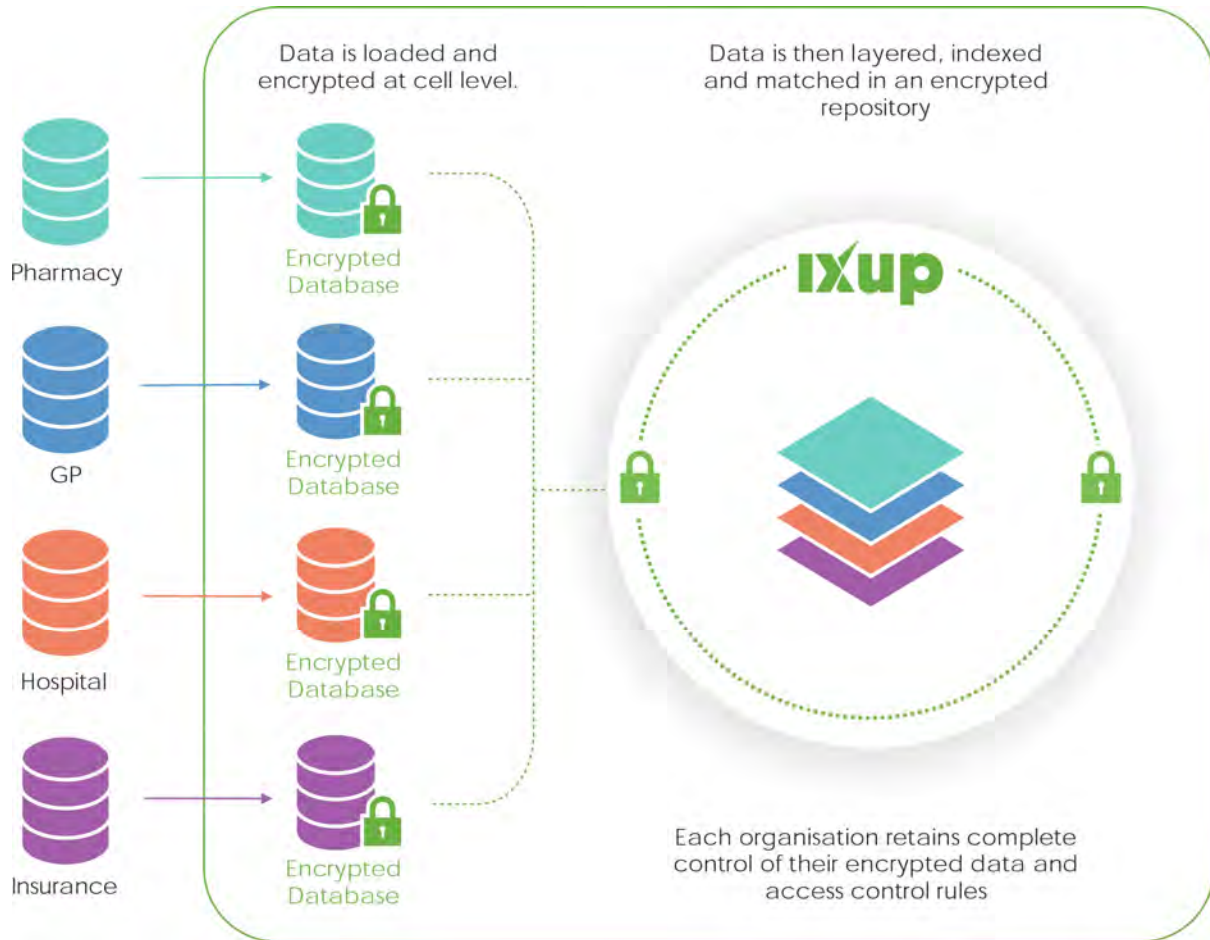 Data is loaded and
encrypted at cell level.
Data is then layered, indexed
and matched in an encrypted
repository
Pharmacy
Encrypted
Database
GP
Encrypted
Database
Hospital
Encrypted
Database
Insurance
Encrypted
Database
ıxup
Each organisation retains complete
control of their encrypted data and
access control rules